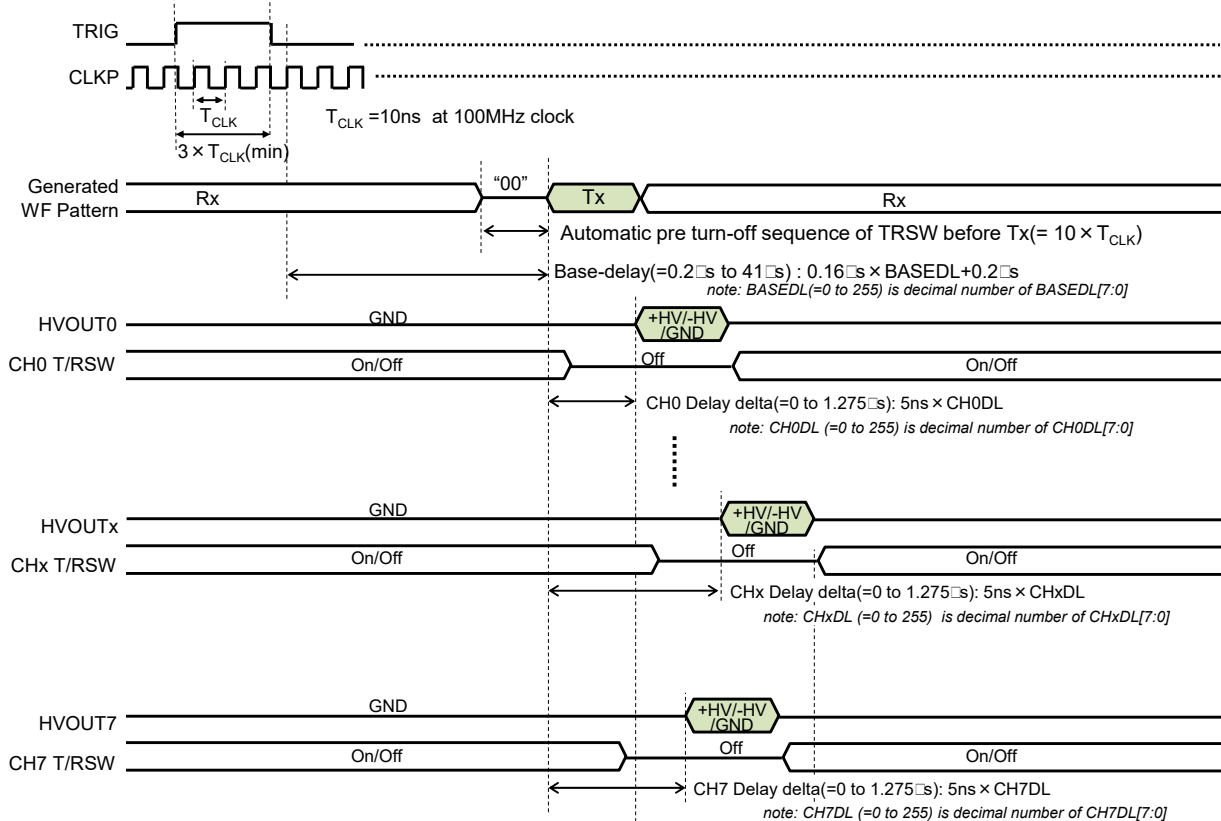 TRIG
CLKP
T_CLK
T_CLK =10ns at 100MHz clock
3×T_CLK(min)
Generated
WF Pattern
Rx
“00”
Tx
Rx
Automatic pre turn-off sequence of TRSW before Tx(= 10×T_CLK)
Base-delay(=0.2□s to 41□s) : 0.16□s×BASEDL+0.2□s
note: BASEDL(=0 to 255) is decimal number of BASEDL[7:0]
HVOUT0
GND
+HV/-HV
/GND
CH0 T/RSW
On/Off
Off
On/Off
CH0 Delay delta(=0 to 1.275□s): 5ns×CH0DL
note: CH0DL (=0 to 255) is decimal number of CH0DL[7:0]
HVOUTx
GND
+HV/-HV
/GND
CHx T/RSW
On/Off
Off
On/Off
CHx Delay delta(=0 to 1.275□s): 5ns×CHxDL
note: CHxDL (=0 to 255) is decimal number of CHxDL[7:0]
HVOUT7
GND
+HV/-HV
/GND
CH7 T/RSW
On/Off
Off
On/Off
CH7 Delay delta(=0 to 1.275□s): 5ns×CH7DL
note: CH7DL (=0 to 255) is decimal number of CH7DL[7:0]